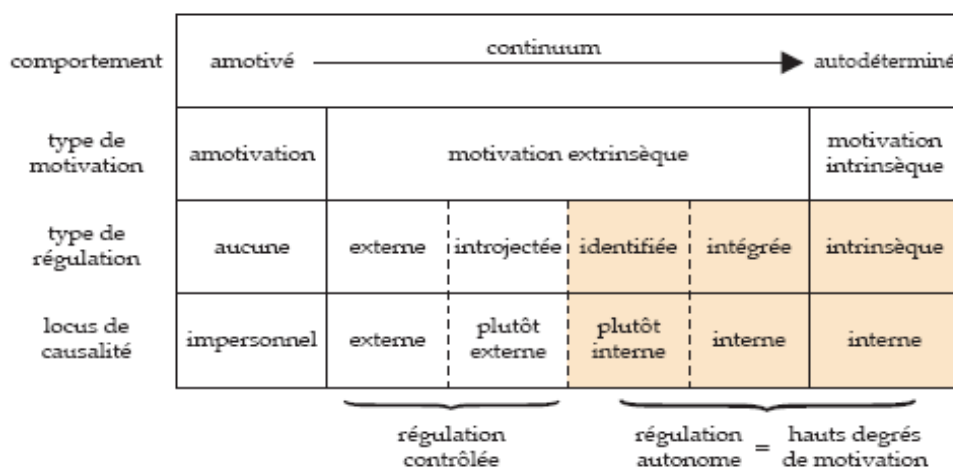 comportement amotivé continuum autodéterminé
type de motivation amotivation motivation extrinsèque motivation intrinsèque
type de régulation aucune externe introjectée identifiée intégrée intrinsèque
locus de causalité impersonnel externe plutôt externe plutôt interne interne interne
régulation contrôlée régulation autonome = hauts degrés de motivation